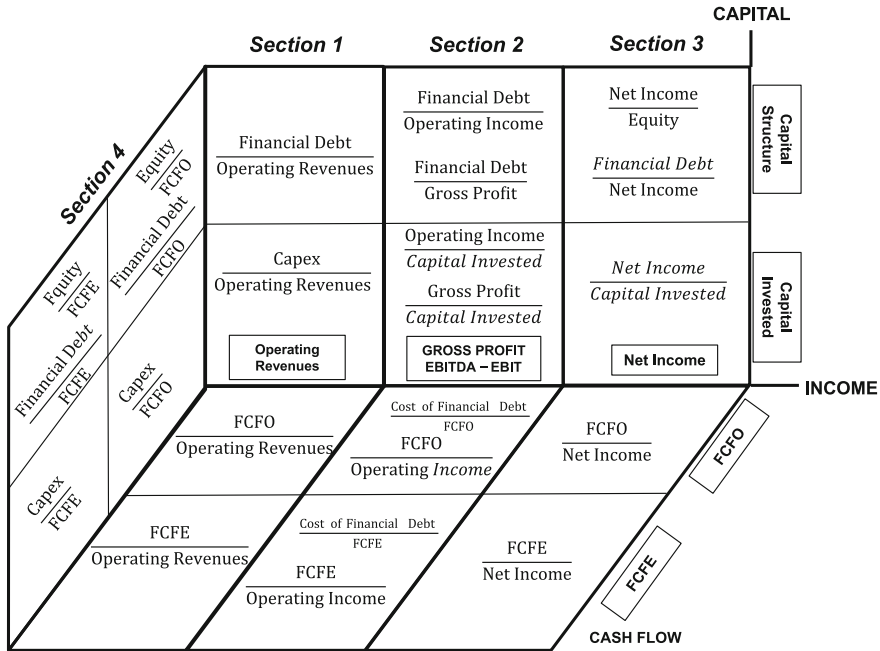 CAPITAL
Section 1
Section 2
Section 3
Section 4
Financial Debt
Operating Revenues
Financial Debt
Operating Income
Financial Debt
Gross Profit
Net Income
Equity
Financial Debt
Net Income
Capital
Structure
Equity
FCFO
Financial Debt
FCFO
Equity
FCFE
Financial Debt
FCFE
Capex
Operating Revenues
Operating Income
Capital Invested
Gross Profit
Capital Invested
Net Income
Capital Invested
Capital
Invested
Operating
Revenues
GROSS PROFIT
EBITDA – EBIT
Net Income
INCOME
Capex
FCFO
Capex
FCFE
FCFO
Operating Revenues
Cost of Financial Debt
FCFO
FCFO
Operating Income
FCFO
Net Income
FCFO
FCFE
Operating Revenues
Cost of Financial Debt
FCFE
FCFE
Operating Income
FCFE
Net Income
FCFE
CASH FLOW